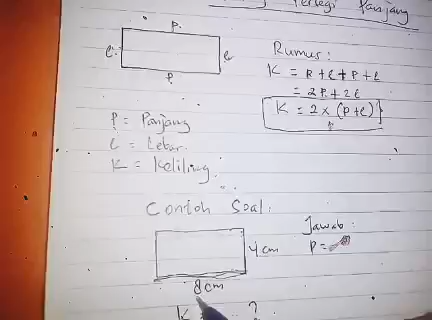 Persegi Panjang
P
l
l
P
Rumus:
K = P + l + P + l
= 2P + 2l
K = 2 x (P + l)
P = Panjang
l = Lebar
K = Keliling
Contoh Soal:
4 cm
8 cm
Jawab:
P =
K ... ?